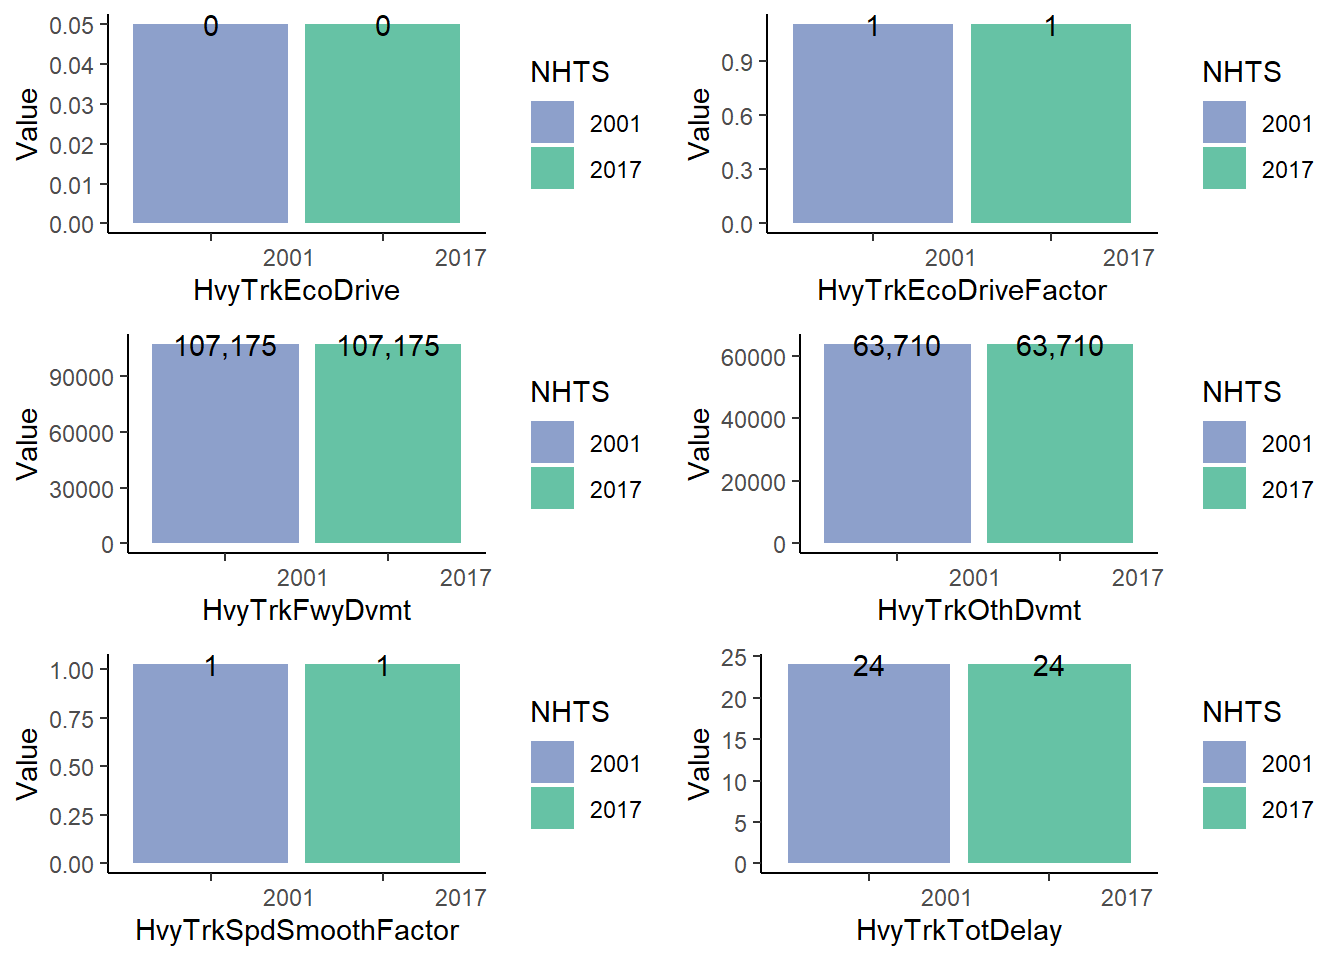 0.05
0.04
0.03
0.02
0.01
0.00
Value
0 0
2001 2017
HvyTrkEcoDrive
NHTS
2001
2017
0.9
0.6
0.3
0.0
Value
1 1
2001 2017
HvyTrkEcoDriveFactor
NHTS
2001
2017
90000
60000
30000
0
Value
107,175 107,175
2001 2017
HvyTrkFwyDvmt
NHTS
2001
2017
60000
40000
20000
0
Value
63,710 63,710
2001 2017
HvyTrkOthDvmt
NHTS
2001
2017
1.00
0.75
0.50
0.25
0.00
Value
1 1
2001 2017
HvyTrkSpdSmoothFactor
NHTS
2001
2017
25
20
15
10
5
0
Value
24 24
2001 2017
HvyTrkTotDelay
NHTS
2001
2017